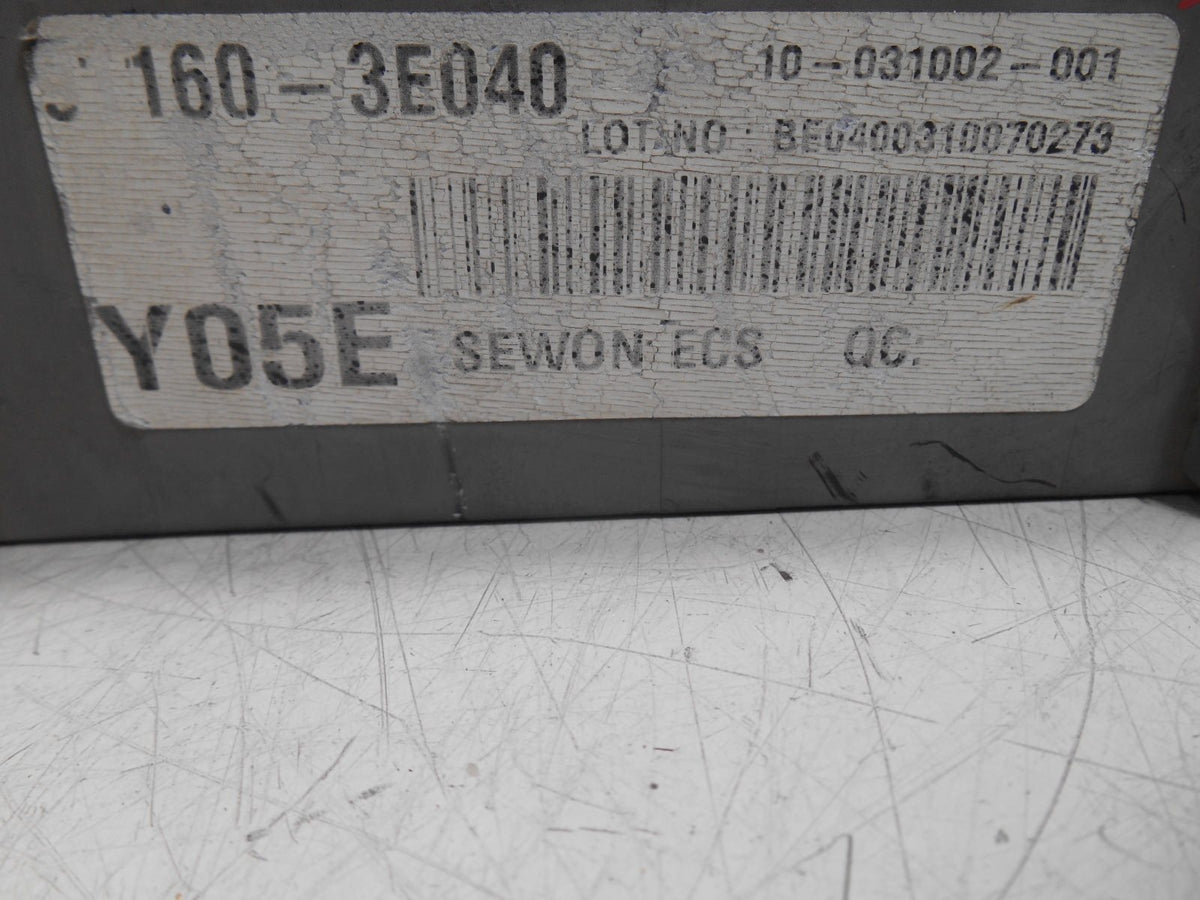 160-3E040
10-031002-001
LOT NO : BE0400310070273
Y05E
SEWON ECS QC: